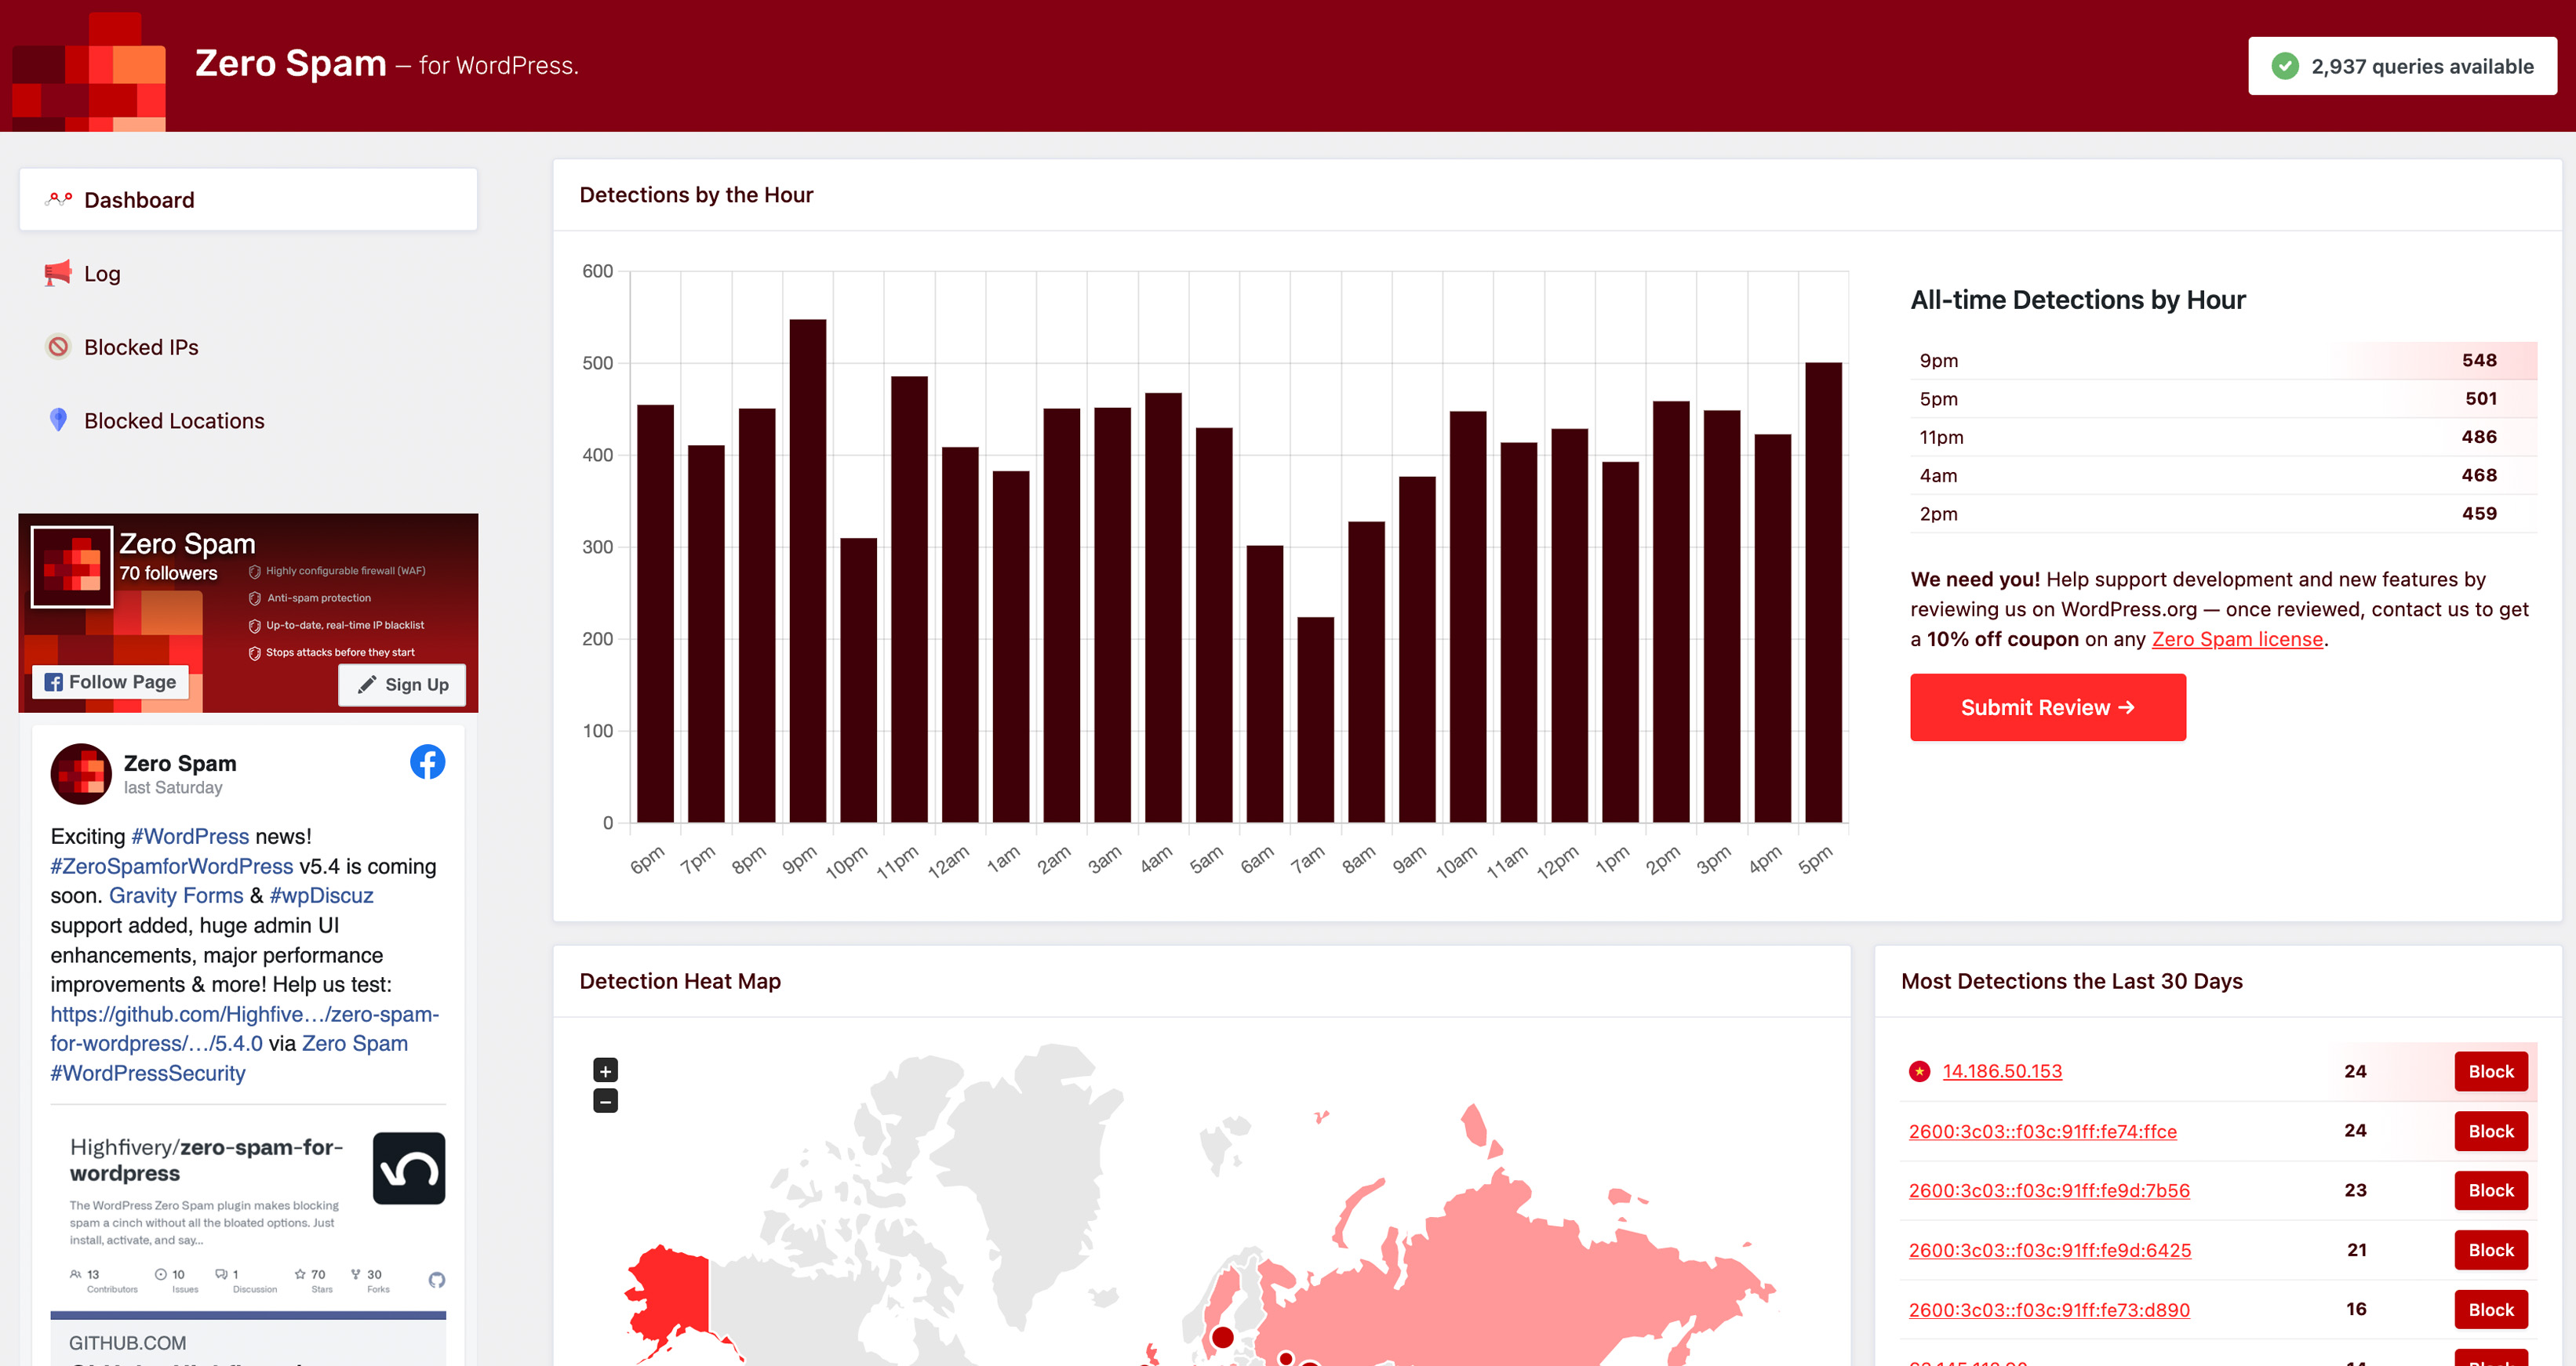 Zero Spam – for WordPress.
2,937 queries available
Dashboard
Log
Blocked IPs
Blocked Locations
Zero Spam
70 followers
Highly configurable firewall (WAF)
Anti-spam protection
Up-to-date, real-time IP blacklist
Stops attacks before they start
Follow Page
Sign Up
Zero Spam
last Saturday
Exciting #WordPress news!
#ZeroSpamforWordPress v5.4 is coming
soon. Gravity Forms & #wpDiscuz
support added, huge admin UI
enhancements, major performance
improvements & more! Help us test:
https://github.com/Highfive…/zero-spam-
for-wordpress/…/5.4.0 via Zero Spam
#WordPressSecurity
Highfivery/zero-spam-for-
wordpress
The WordPress Zero Spam plugin makes blocking
spam a cinch without all the bloated options. Just
install, activate, and say...
13 10 1 70 30
Contributors Issues Discussion Stars Forks
GITHUB.COM
Detections by the Hour
600
500
400
300
200
100
0
6pm 7pm 8pm 9pm 10pm 11pm 12am 1am 2am 3am 4am 5am 6am 7am 8am 9am 10am 11am 12pm 1pm 2pm 3pm 4pm 5pm
All-time Detections by Hour
9pm 548
5pm 501
11pm 486
4am 468
2pm 459
We need you! Help support development and new features by
reviewing us on WordPress.org — once reviewed, contact us to get
a 10% off coupon on any Zero Spam license.
Submit Review →
Detection Heat Map
+
−
Most Detections the Last 30 Days
14.186.50.153 24 Block
2600:3c03::f03c:91ff:fe74:ffce 24 Block
2600:3c03::f03c:91ff:fe9d:7b56 23 Block
2600:3c03::f03c:91ff:fe9d:6425 21 Block
2600:3c03::f03c:91ff:fe73:d890 16 Block